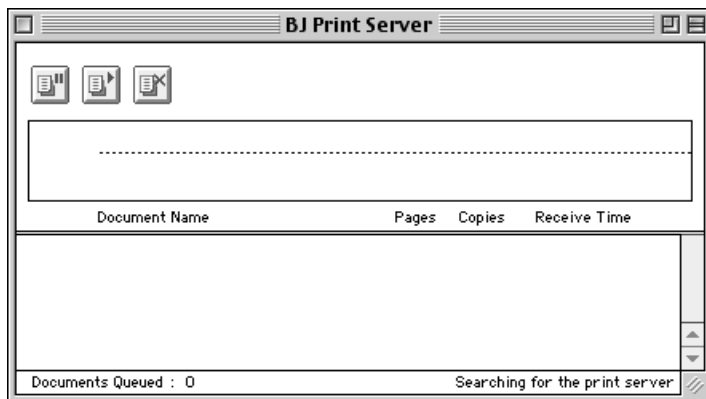 BJ Print Server
Document Name Pages Copies Receive Time
Documents Queued : 0 Searching for the print server